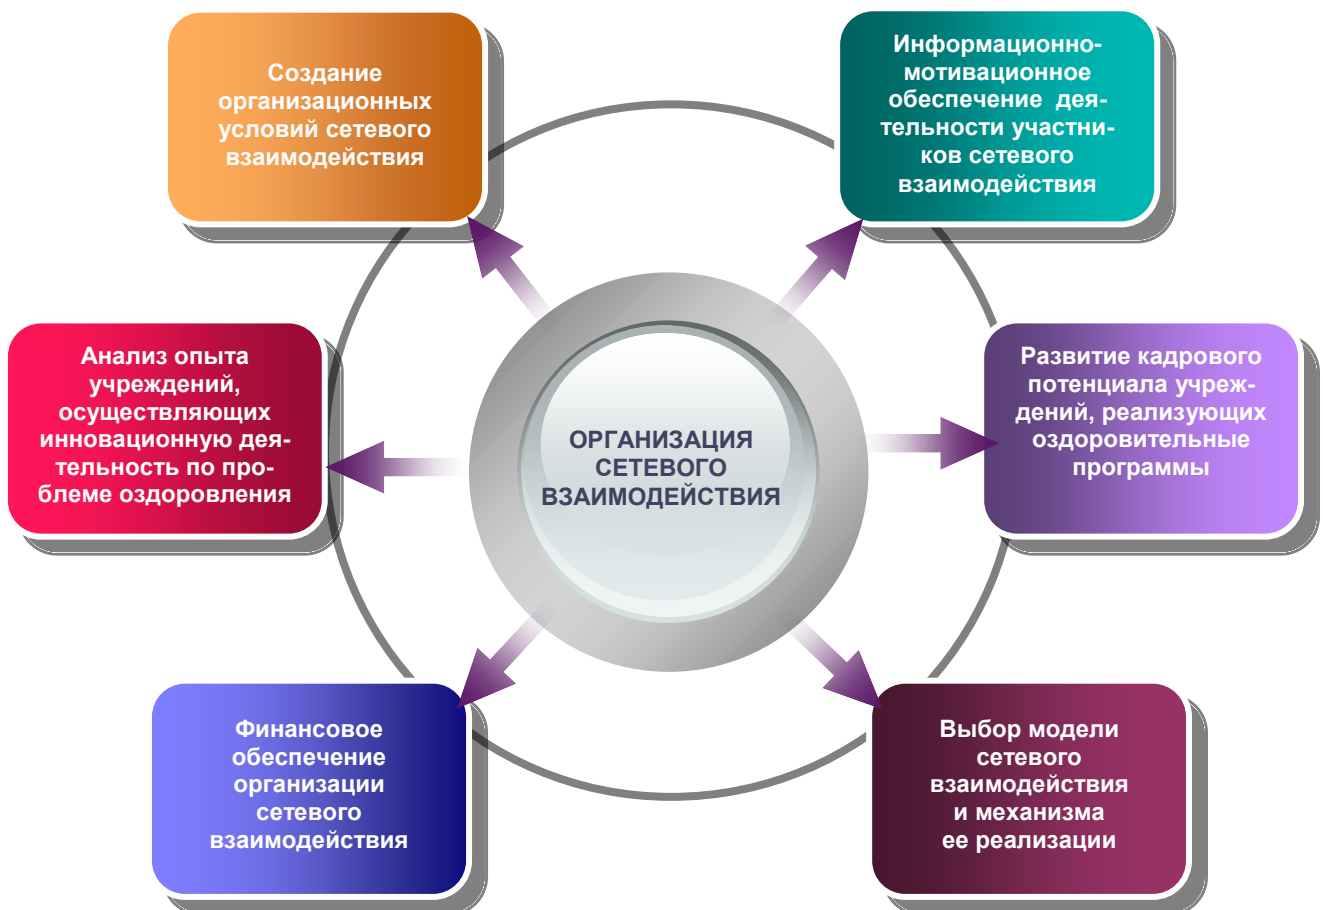 Создание
организационных
условий сетевого
взаимодействия
Информационно-
мотивационное
обеспечение дея-
тельности участни-
ков сетевого
взаимодействия
Анализ опыта
учреждений,
осуществляющих
инновационную дея-
тельность по про-
блеме оздоровления
ОРГАНИЗАЦИЯ
СЕТЕВОГО
ВЗАИМОДЕЙСТВИЯ
Развитие кадрового
потенциала учреж-
дений, реализующих
оздоровительные
программы
Финансовое
обеспечение
организации
сетевого
взаимодействия
Выбор модели
сетевого
взаимодействия
и механизма
ее реализации